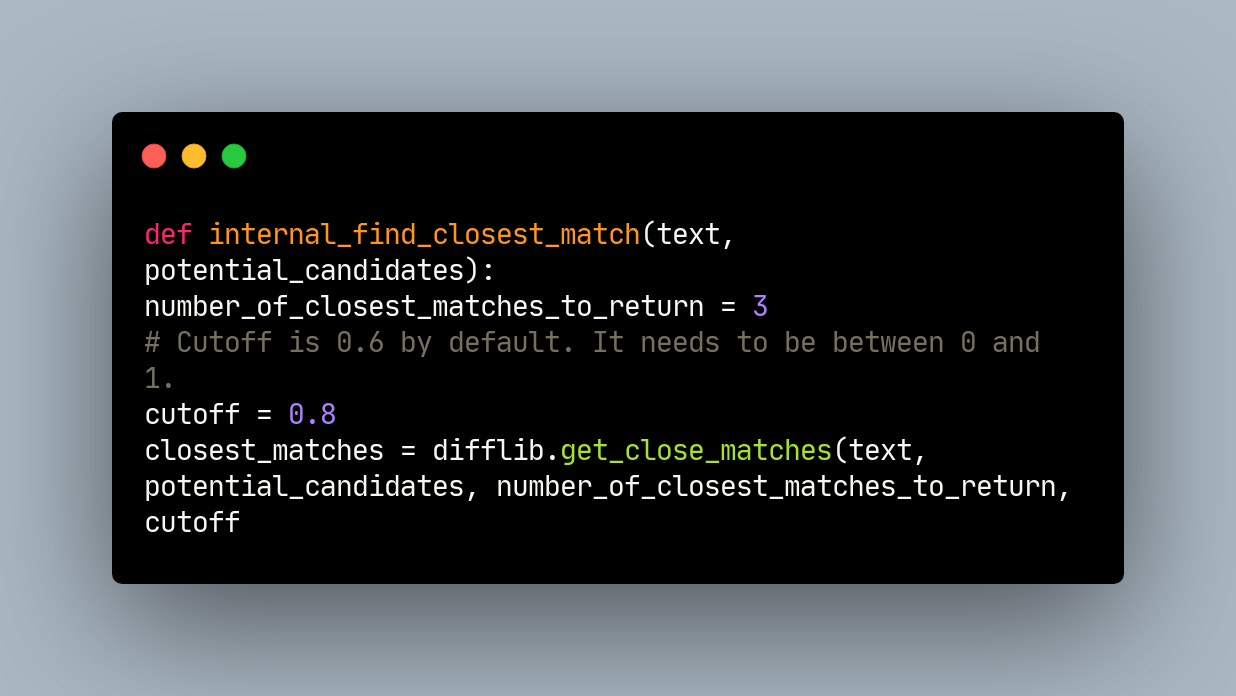 def internal_find_closest_match(text,
potential_candidates):
number_of_closest_matches_to_return = 3
# Cutoff is 0.6 by default. It needs to be between 0 and
1.
cutoff = 0.8
closest_matches = difflib.get_close_matches(text,
potential_candidates, number_of_closest_matches_to_return,
cutoff